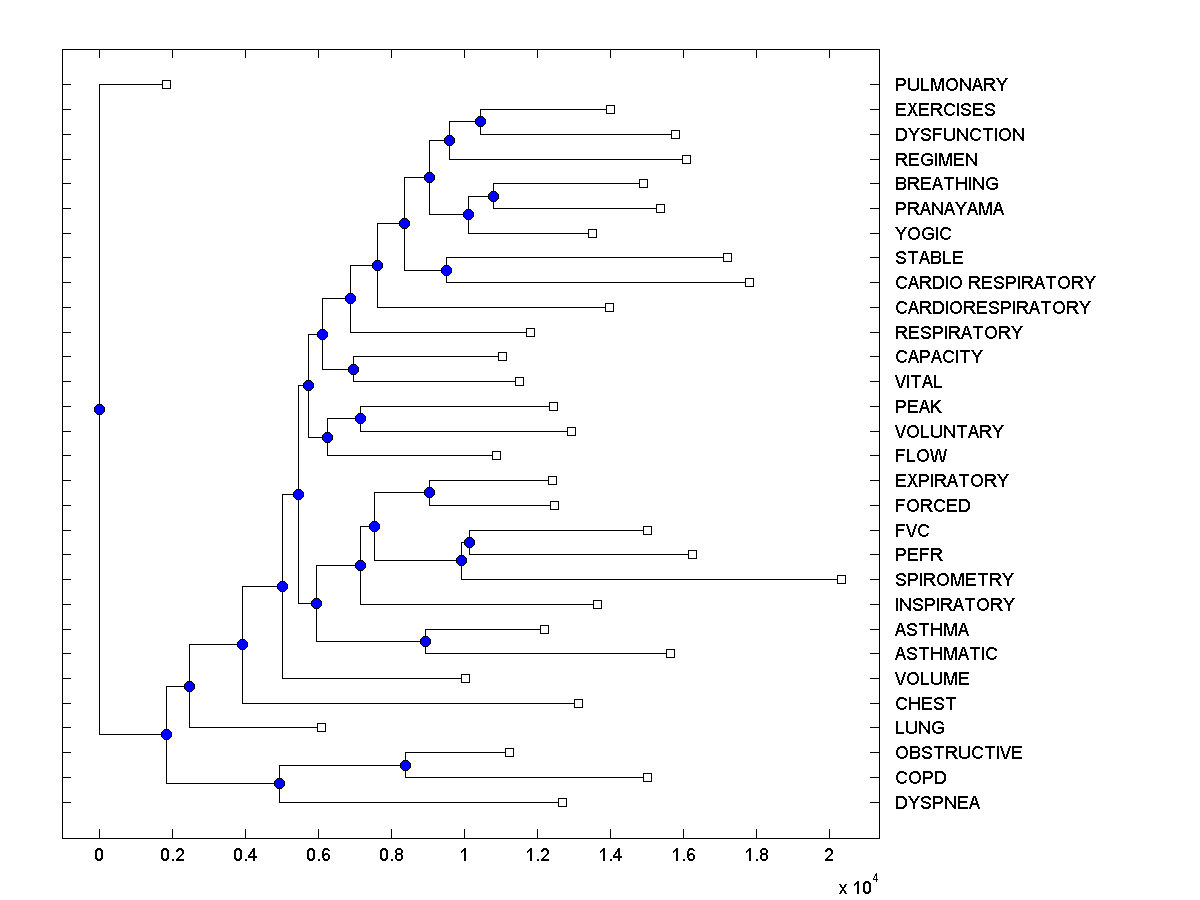 PULMONARY
EXERCISES
DYSFUNCTION
REGIMEN
BREATHING
PRANAYAMA
YOGIC
STABLE
CARDIO RESPIRATORY
CARDIORESPIRATORY
RESPIRATORY
CAPACITY
VITAL
PEAK
VOLUNTARY
FLOW
EXPIRATORY
FORCED
FVC
PEFR
SPIROMETRY
INSPIRATORY
ASTHMA
ASTHMATIC
VOLUME
CHEST
LUNG
OBSTRUCTIVE
COPD
DYSPNEA
0 0.2 0.4 0.6 0.8 1 1.2 1.4 1.6 1.8 2
x 10^4